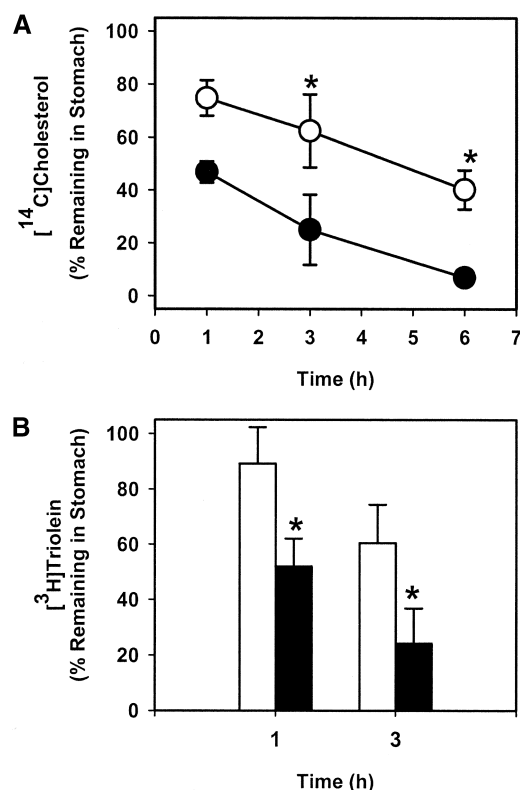 A
[¹⁴C]Cholesterol
(% Remaining in Stomach)
100
80
60
40
20
0
*
*
0 1 2 3 4 5 6 7
Time (h)
B
[³H]Triolein
(% Remaining in Stomach)
100
80
60
40
20
0
*
*
1 3
Time (h)